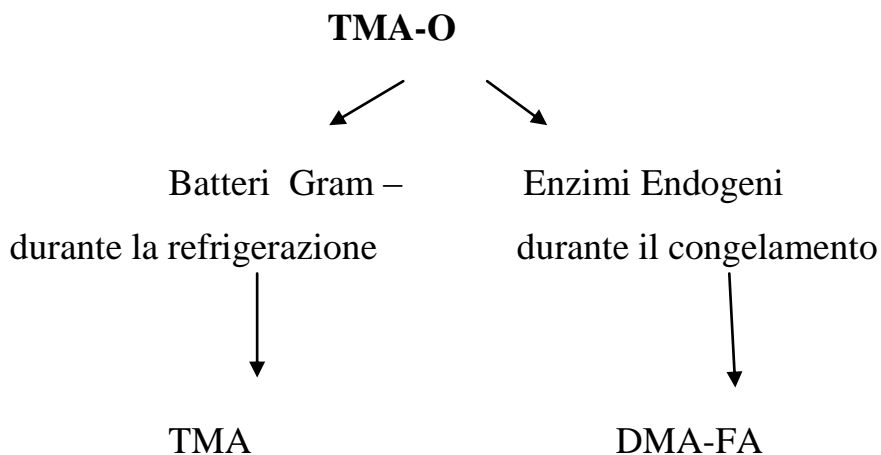 TMA-O
Batteri Gram – Enzimi Endogeni
durante la refrigerazione durante il congelamento
TMA DMA-FA